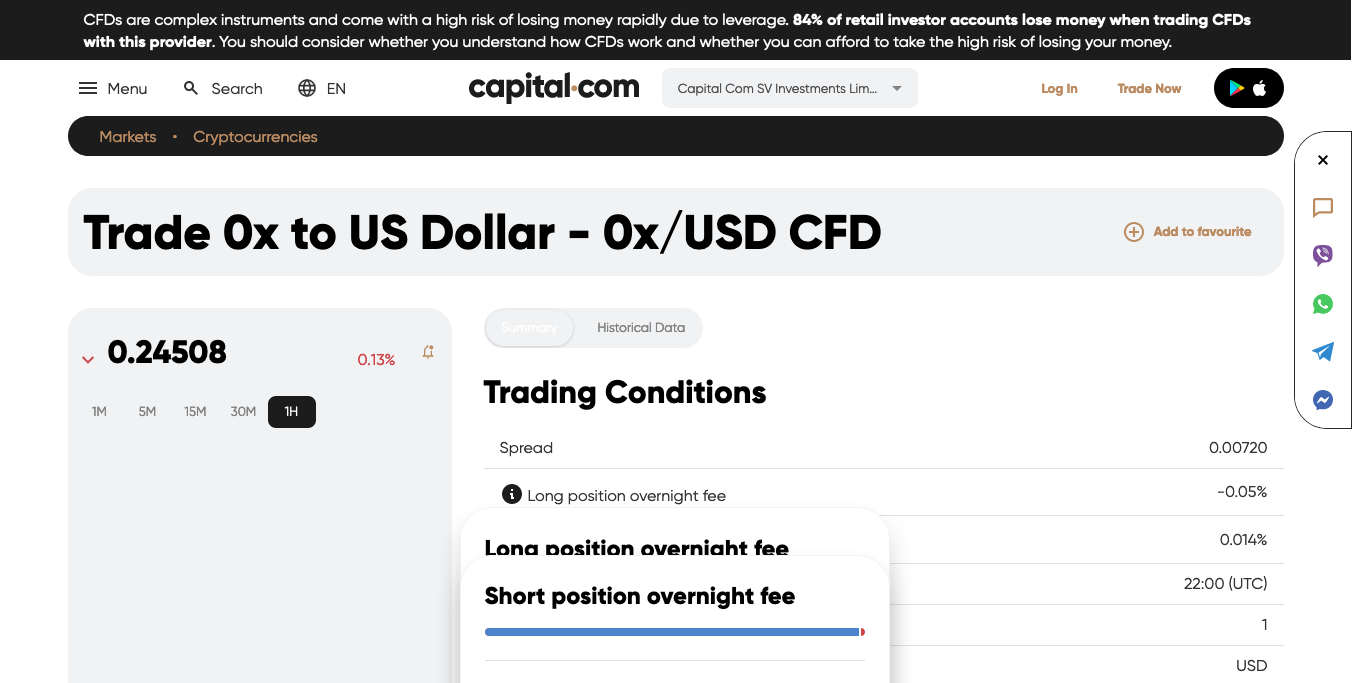 CFDs are complex instruments and come with a high risk of losing money rapidly due to leverage. 84% of retail investor accounts lose money when trading CFDs
with this provider. You should consider whether you understand how CFDs work and whether you can afford to take the high risk of losing your money.
Menu
Search
EN
capital.com
Capital Com SV Investments Lim...
Log In
Trade Now
Markets • Cryptocurrencies
Trade 0x to US Dollar - 0x/USD CFD
Add to favourite
0.24508
0.13%
1M 5M 15M 30M 1H
Summary
Historical Data
Trading Conditions
Spread 0.00720
Long position overnight fee -0.05%
Long position overnight fee
0.014%
Short position overnight fee
22:00 (UTC)
1
USD